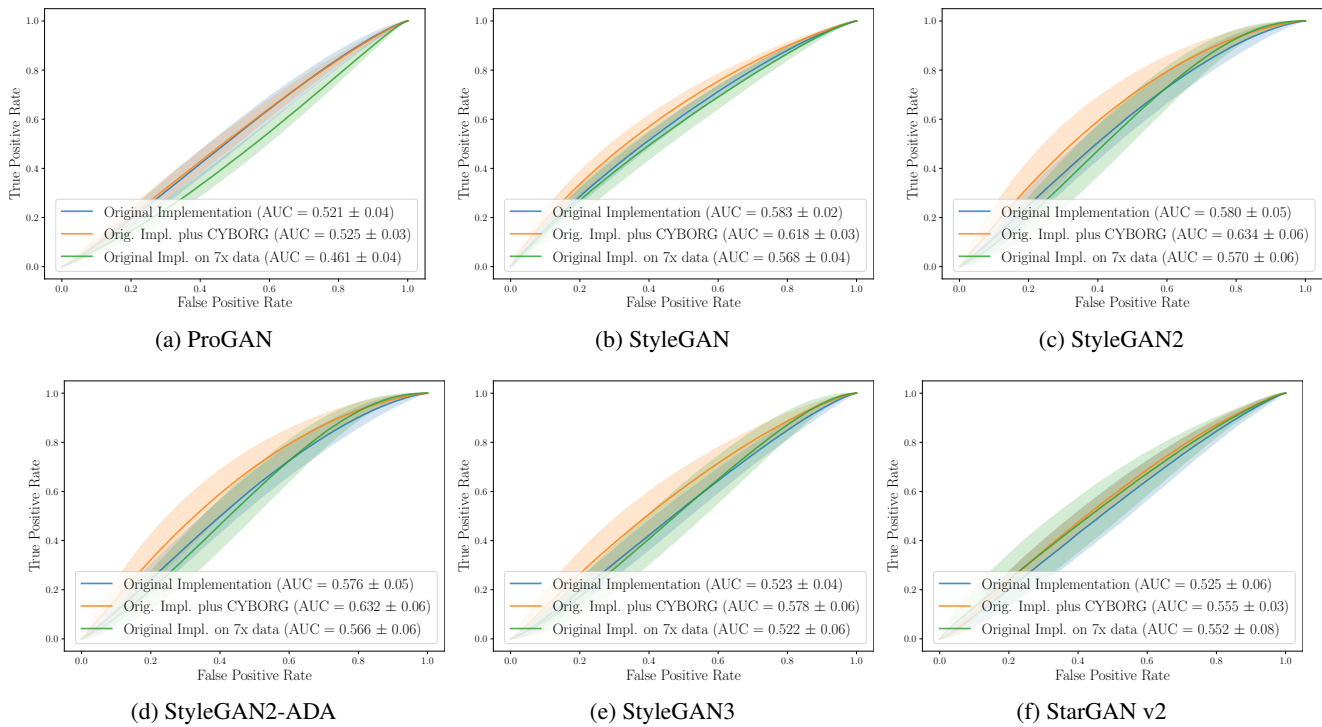 1.0
0.8
0.6
0.4
0.2
0.0
True Positive Rate
Original Implementation (AUC = 0.521 ± 0.04)
Orig. Impl. plus CYBORG (AUC = 0.525 ± 0.03)
Original Impl. on 7x data (AUC = 0.461 ± 0.04)
0.0 0.2 0.4 0.6 0.8 1.0
False Positive Rate
(a) ProGAN
1.0
0.8
0.6
0.4
0.2
0.0
True Positive Rate
Original Implementation (AUC = 0.583 ± 0.02)
Orig. Impl. plus CYBORG (AUC = 0.618 ± 0.03)
Original Impl. on 7x data (AUC = 0.568 ± 0.04)
0.0 0.2 0.4 0.6 0.8 1.0
False Positive Rate
(b) StyleGAN
1.0
0.8
0.6
0.4
0.2
0.0
True Positive Rate
Original Implementation (AUC = 0.580 ± 0.05)
Orig. Impl. plus CYBORG (AUC = 0.634 ± 0.06)
Original Impl. on 7x data (AUC = 0.570 ± 0.06)
0.0 0.2 0.4 0.6 0.8 1.0
False Positive Rate
(c) StyleGAN2
1.0
0.8
0.6
0.4
0.2
0.0
True Positive Rate
Original Implementation (AUC = 0.576 ± 0.05)
Orig. Impl. plus CYBORG (AUC = 0.632 ± 0.06)
Original Impl. on 7x data (AUC = 0.566 ± 0.06)
0.0 0.2 0.4 0.6 0.8 1.0
False Positive Rate
(d) StyleGAN2-ADA
1.0
0.8
0.6
0.4
0.2
0.0
True Positive Rate
Original Implementation (AUC = 0.523 ± 0.04)
Orig. Impl. plus CYBORG (AUC = 0.578 ± 0.06)
Original Impl. on 7x data (AUC = 0.522 ± 0.06)
0.0 0.2 0.4 0.6 0.8 1.0
False Positive Rate
(e) StyleGAN3
1.0
0.8
0.6
0.4
0.2
0.0
True Positive Rate
Original Implementation (AUC = 0.525 ± 0.06)
Orig. Impl. plus CYBORG (AUC = 0.555 ± 0.03)
Original Impl. on 7x data (AUC = 0.552 ± 0.08)
0.0 0.2 0.4 0.6 0.8 1.0
False Positive Rate
(f) StarGAN v2